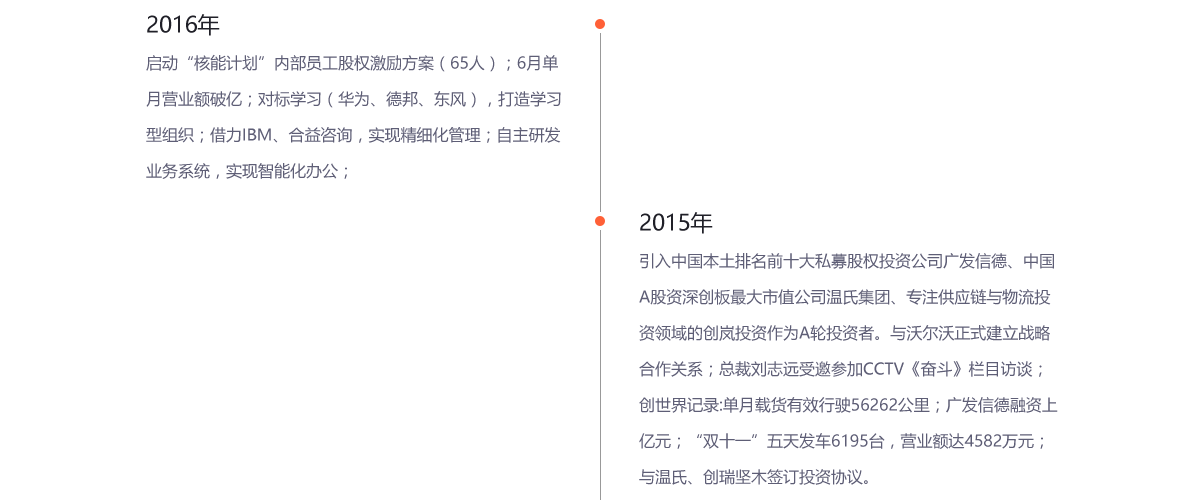 2016年
启动“核能计划”内部员工股权激励方案（65人）；6月单
月营业额破亿；对标学习（华为、德邦、东风），打造学习
型组织；借力IBM、合益咨询，实现精细化管理；自主研发
业务系统，实现智能化办公；
2015年
引入中国本土排名前十大私募股权投资公司广发信德、中国
A股资深创板最大市值公司温氏集团、专注供应链与物流投
资领域的创岚投资作为A轮投资者。与沃尔沃正式建立战略
合作关系；总裁刘志远受邀参加CCTV《奋斗》栏目访谈；
创世界记录:单月载货有效行驶56262公里；广发信德融资上
亿元；“双十一”五天发车6195台，营业额达4582万元；
与温氏、创瑞坚木签订投资协议。